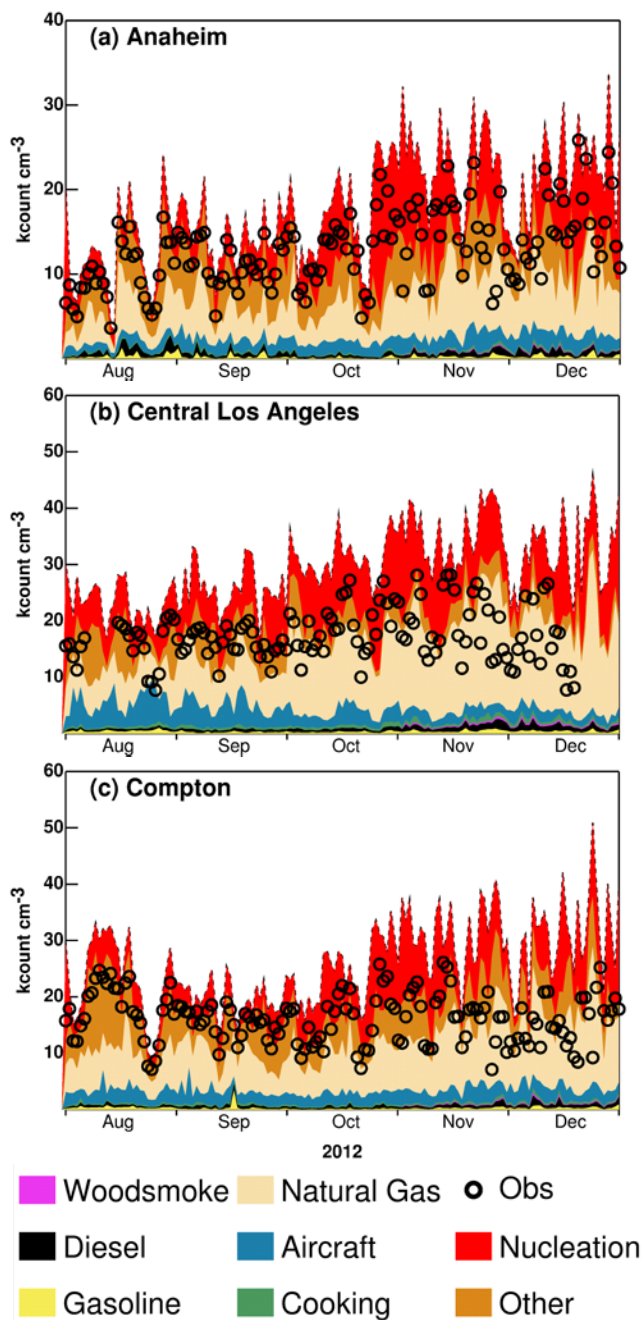 (a) Anaheim
40
30
20
10
kcount cm-3
Aug Sep Oct Nov Dec
(b) Central Los Angeles
60
50
40
30
20
10
kcount cm-3
Aug Sep Oct Nov Dec
(c) Compton
60
50
40
30
20
10
kcount cm-3
Aug Sep Oct Nov Dec
2012
Woodsmoke Natural Gas Obs
Diesel Aircraft Nucleation
Gasoline Cooking Other